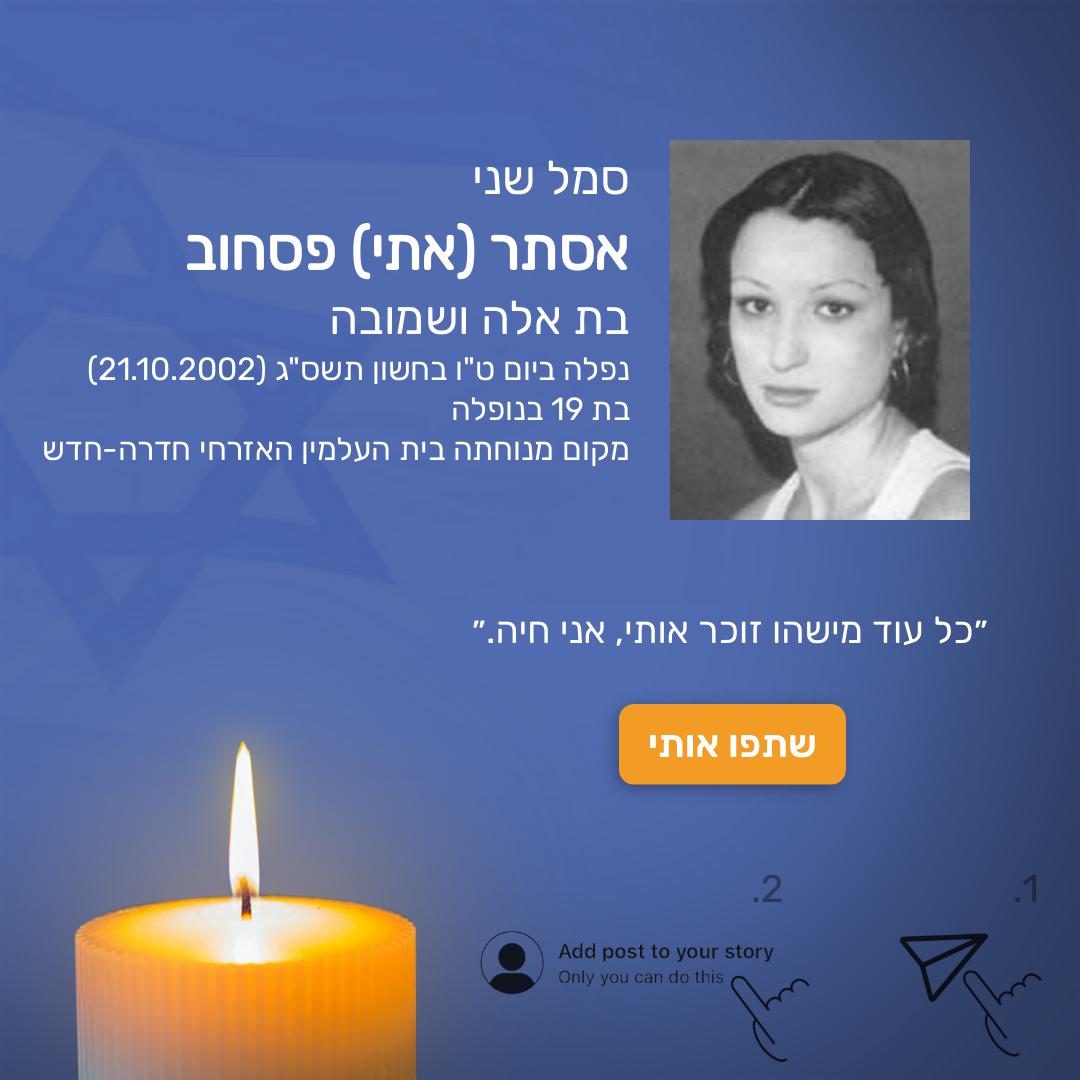 סמל שני
אסתר (אתי) פסחוב
בת אלה ושמובה
נפלה ביום ט"ו בחשון תשס"ג (21.10.2002)
בת 19 בנופלה
מקום מנוחתה בית העלמין האזרחי חדרה-חדש
״כל עוד מישהו זוכר אותי, אני חיה.״
שתפו אותי
.1
.2
Add post to your story
Only you can do this